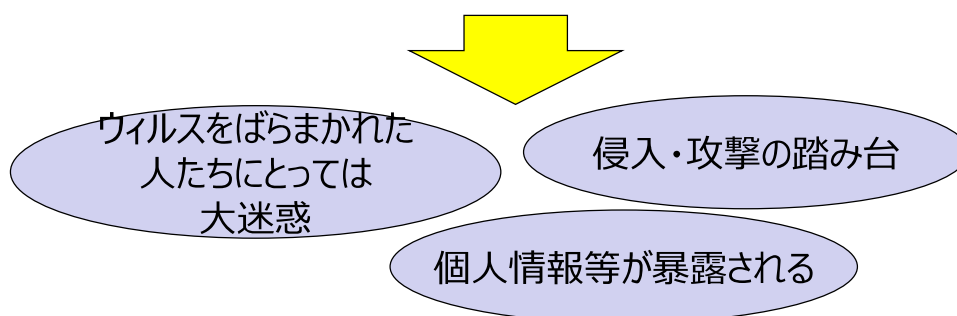 ウィルスをばらまかれた
人たちにとっては
大迷惑
侵入・攻撃の踏み台
個人情報等が暴露される